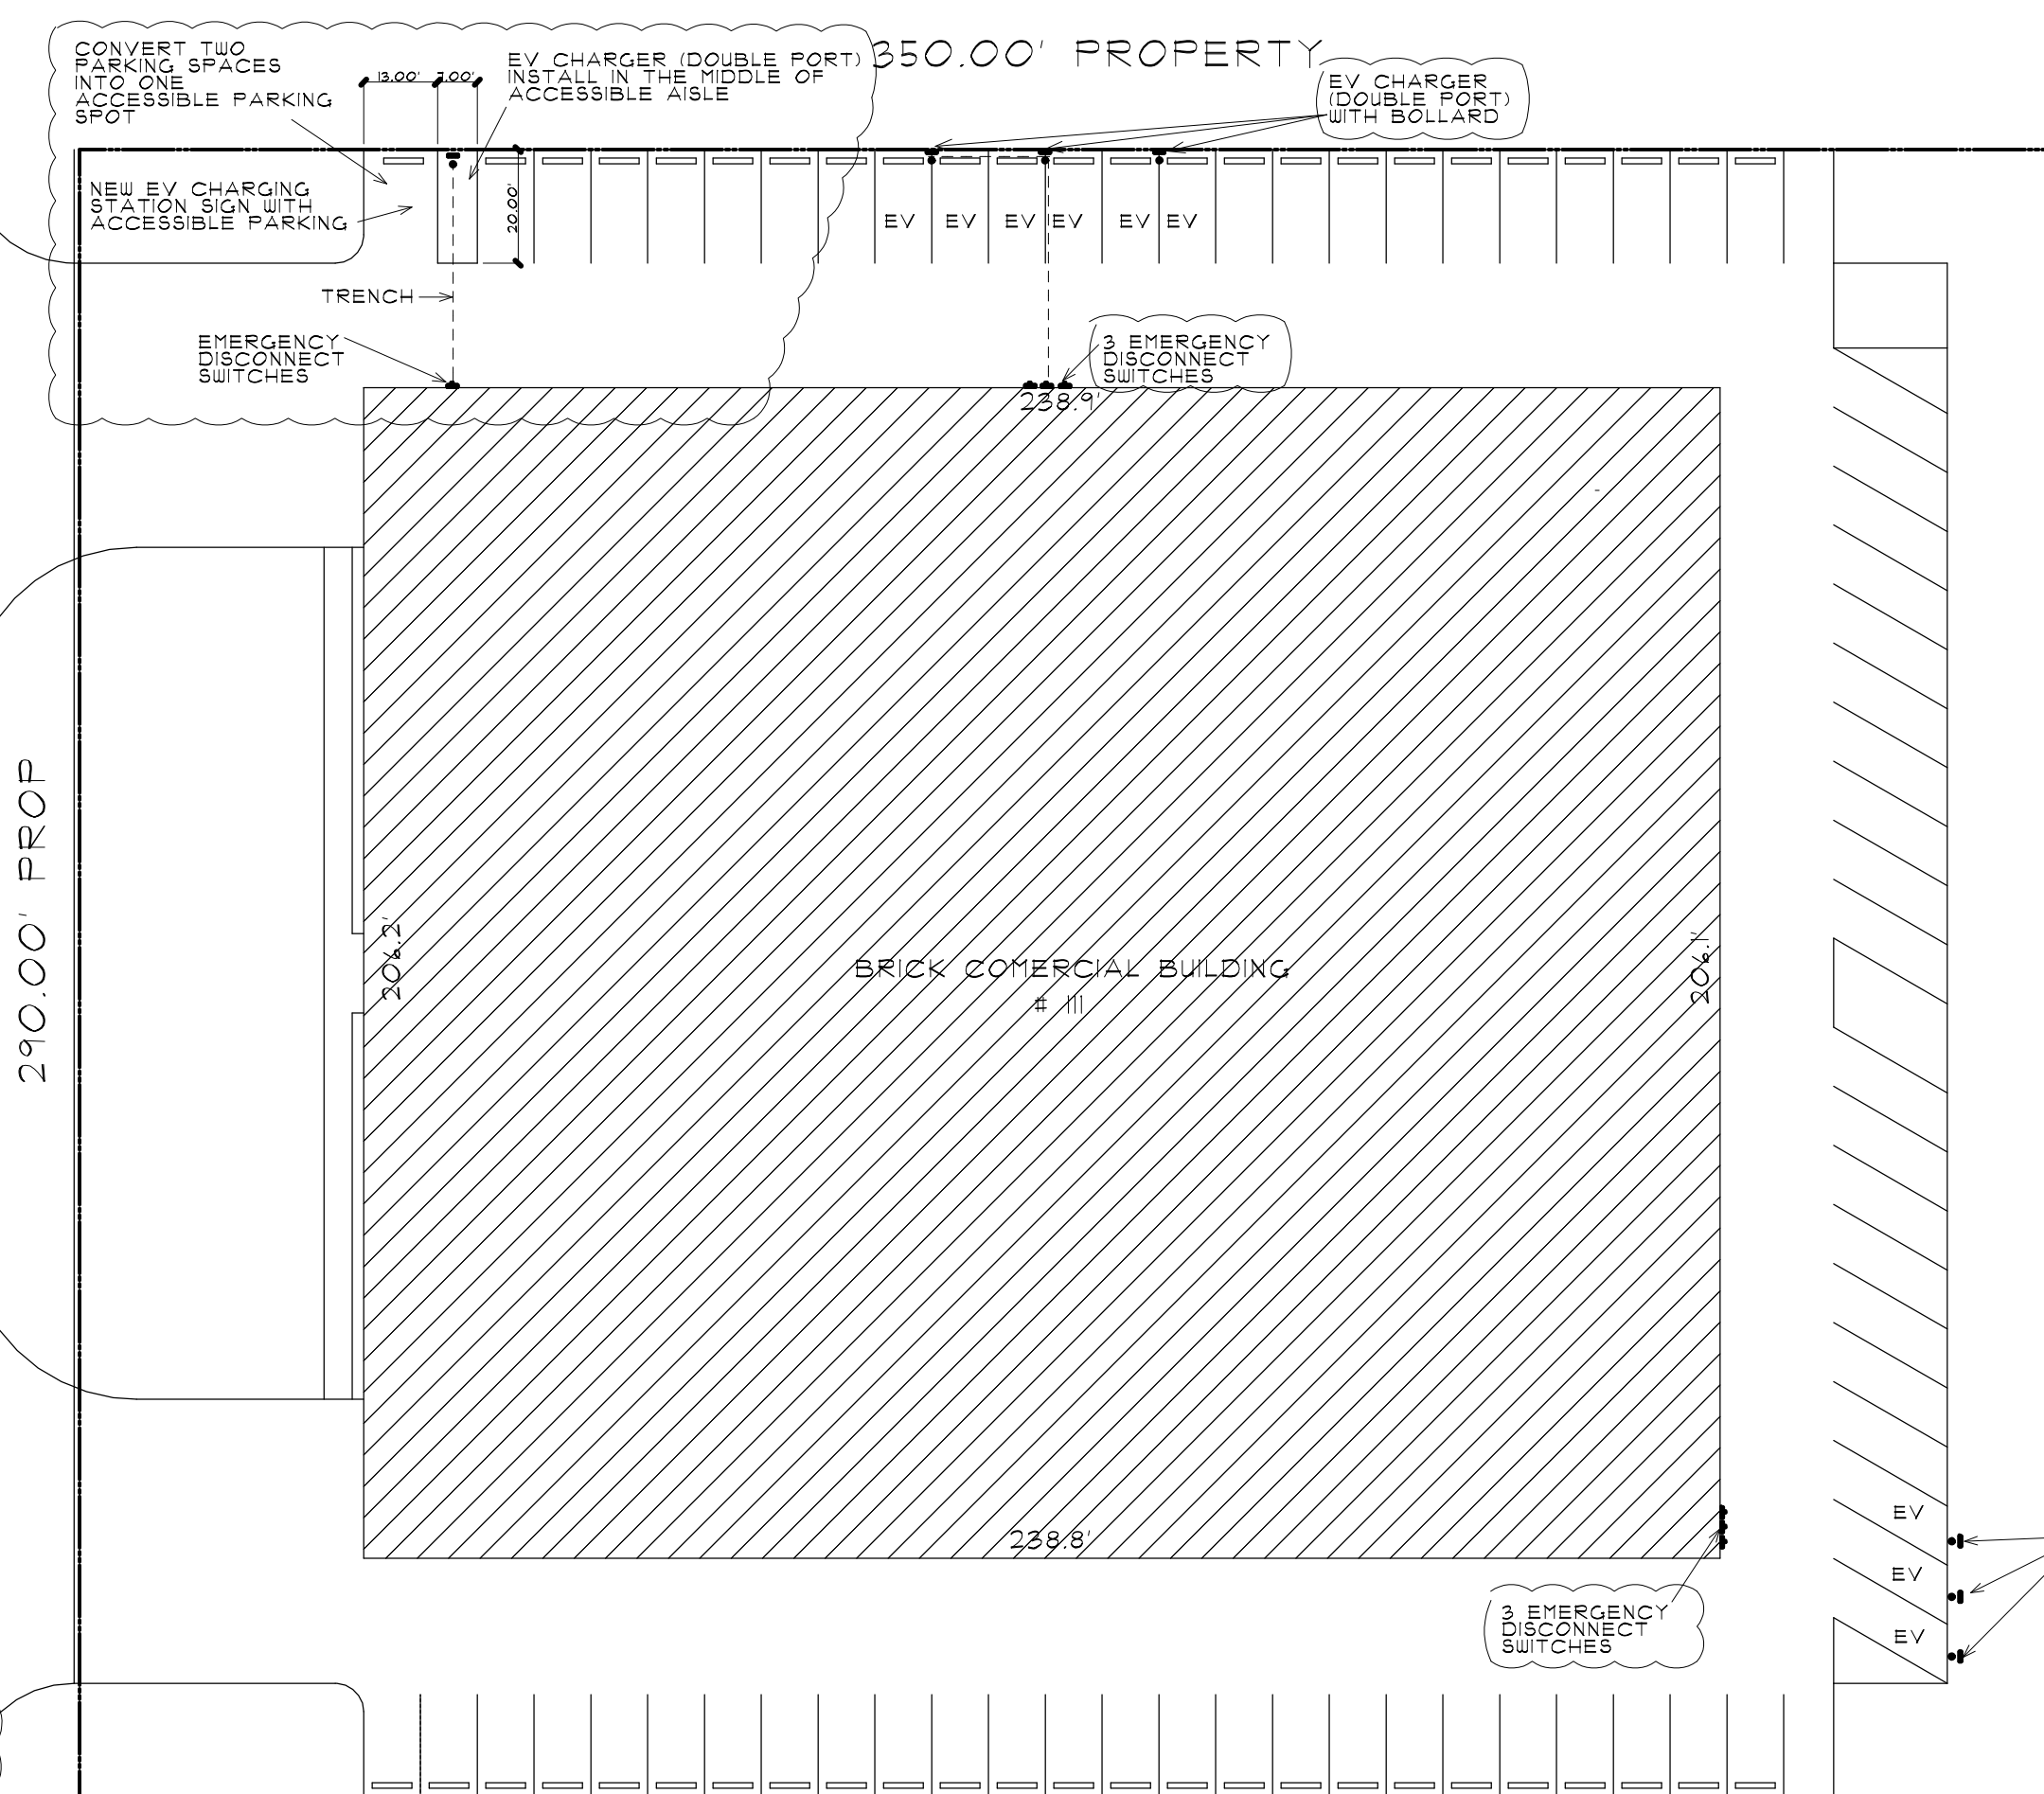 CONVERT TWO
PARKING SPACES
INTO ONE
ACCESSIBLE PARKING
SPOT
13.00'
7.00'
EV CHARGER (DOUBLE PORT)
INSTALL IN THE MIDDLE OF
ACCESSIBLE AISLE
350.00' PROPERTY
EV CHARGER
(DOUBLE PORT)
WITH BOLLARD
NEW EV CHARGING
STATION SIGN WITH
ACCESSIBLE PARKING
20.00'
EV EV EV EV EV EV
TRENCH
EMERGENCY
DISCONNECT
SWITCHES
3 EMERGENCY
DISCONNECT
SWITCHES
238.9'
290.00' PROP
206.2'
BRICK COMERCIAL BUILDING
# 111
206.1'
238.8'
EV
EV
EV
3 EMERGENCY
DISCONNECT
SWITCHES